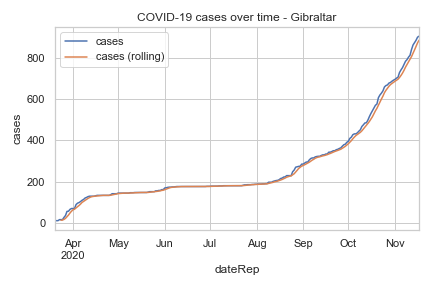 COVID-19 cases over time - Gibraltar
cases
cases (rolling)
800
600
400
200
0
cases
Apr May Jun Jul Aug Sep Oct Nov
2020
dateRep